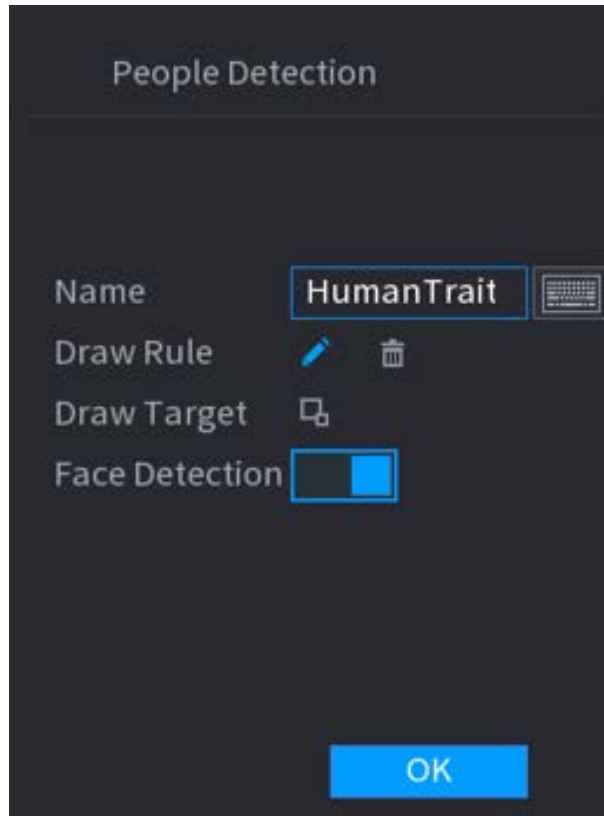 People Detection
Name HumanTrait
Draw Rule
Draw Target
Face Detection
OK